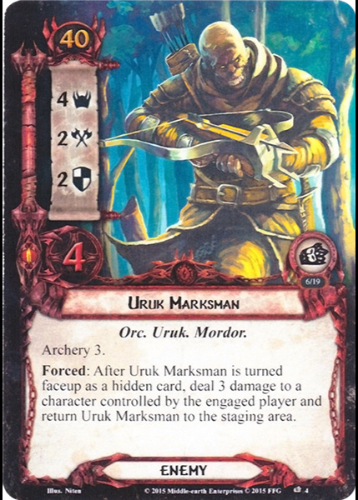 40
4
2
2
4
URUK MARKSMAN
6/19
Orc. Uruk. Mordor.
Archery 3.
Forced: After Uruk Marksman is turned
faceup as a hidden card, deal 3 damage to a
character controlled by the engaged player and
return Uruk Marksman to the staging area.
ENEMY
Illus. Niten
© 2015 Middle-earth Enterprises © 2015 FFG
4